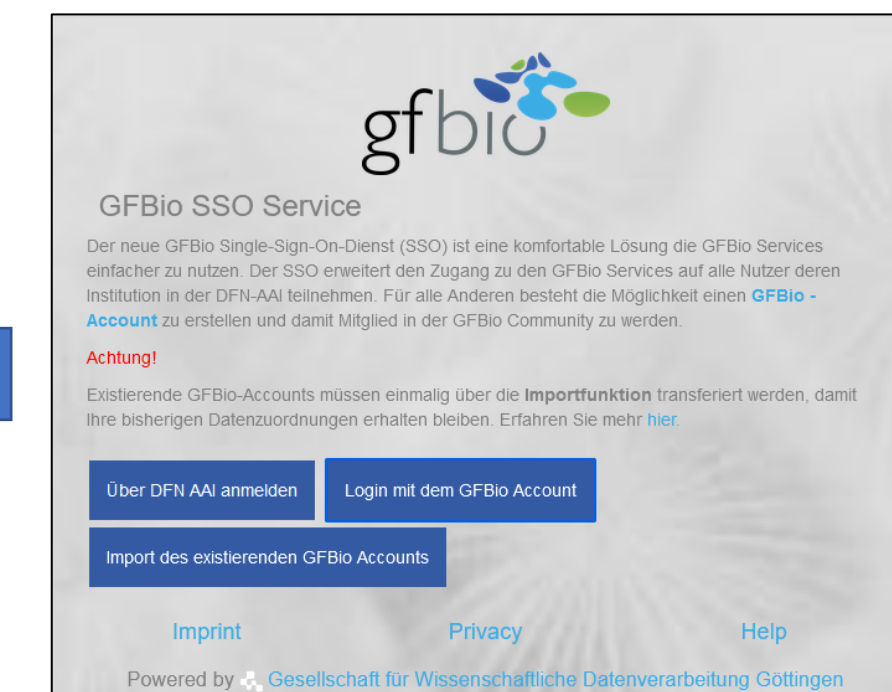 gfbio
GFBio SSO Service
Der neue GFBio Single-Sign-On-Dienst (SSO) ist eine komfortable Lösung die GFBio Services
einfacher zu nutzen. Der SSO erweitert den Zugang zu den GFBio Services auf alle Nutzer deren
Institution in der DFN-AAI teilnehmen. Für alle Anderen besteht die Möglichkeit einen GFBio -
Account zu erstellen und damit Mitglied in der GFBio Community zu werden.
Achtung!
Existierende GFBio-Accounts müssen einmalig über die Importfunktion transferiert werden, damit
Ihre bisherigen Datenzuordnungen erhalten bleiben. Erfahren Sie mehr hier.
Über DFN AAI anmelden Login mit dem GFBio Account
Import des existierenden GFBio Accounts
Imprint Privacy Help
Powered by Gesellschaft für Wissenschaftliche Datenverarbeitung Göttingen